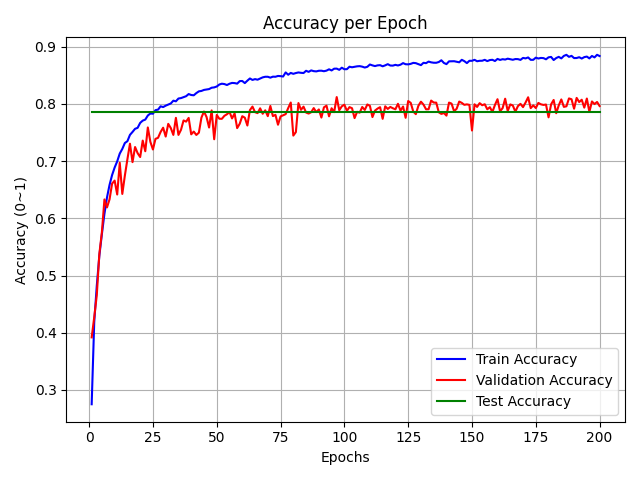 Accuracy per Epoch
Accuracy (0~1)
0.9
0.8
0.7
0.6
0.5
0.4
0.3
Train Accuracy
Validation Accuracy
Test Accuracy
0 25 50 75 100 125 150 175 200
Epochs